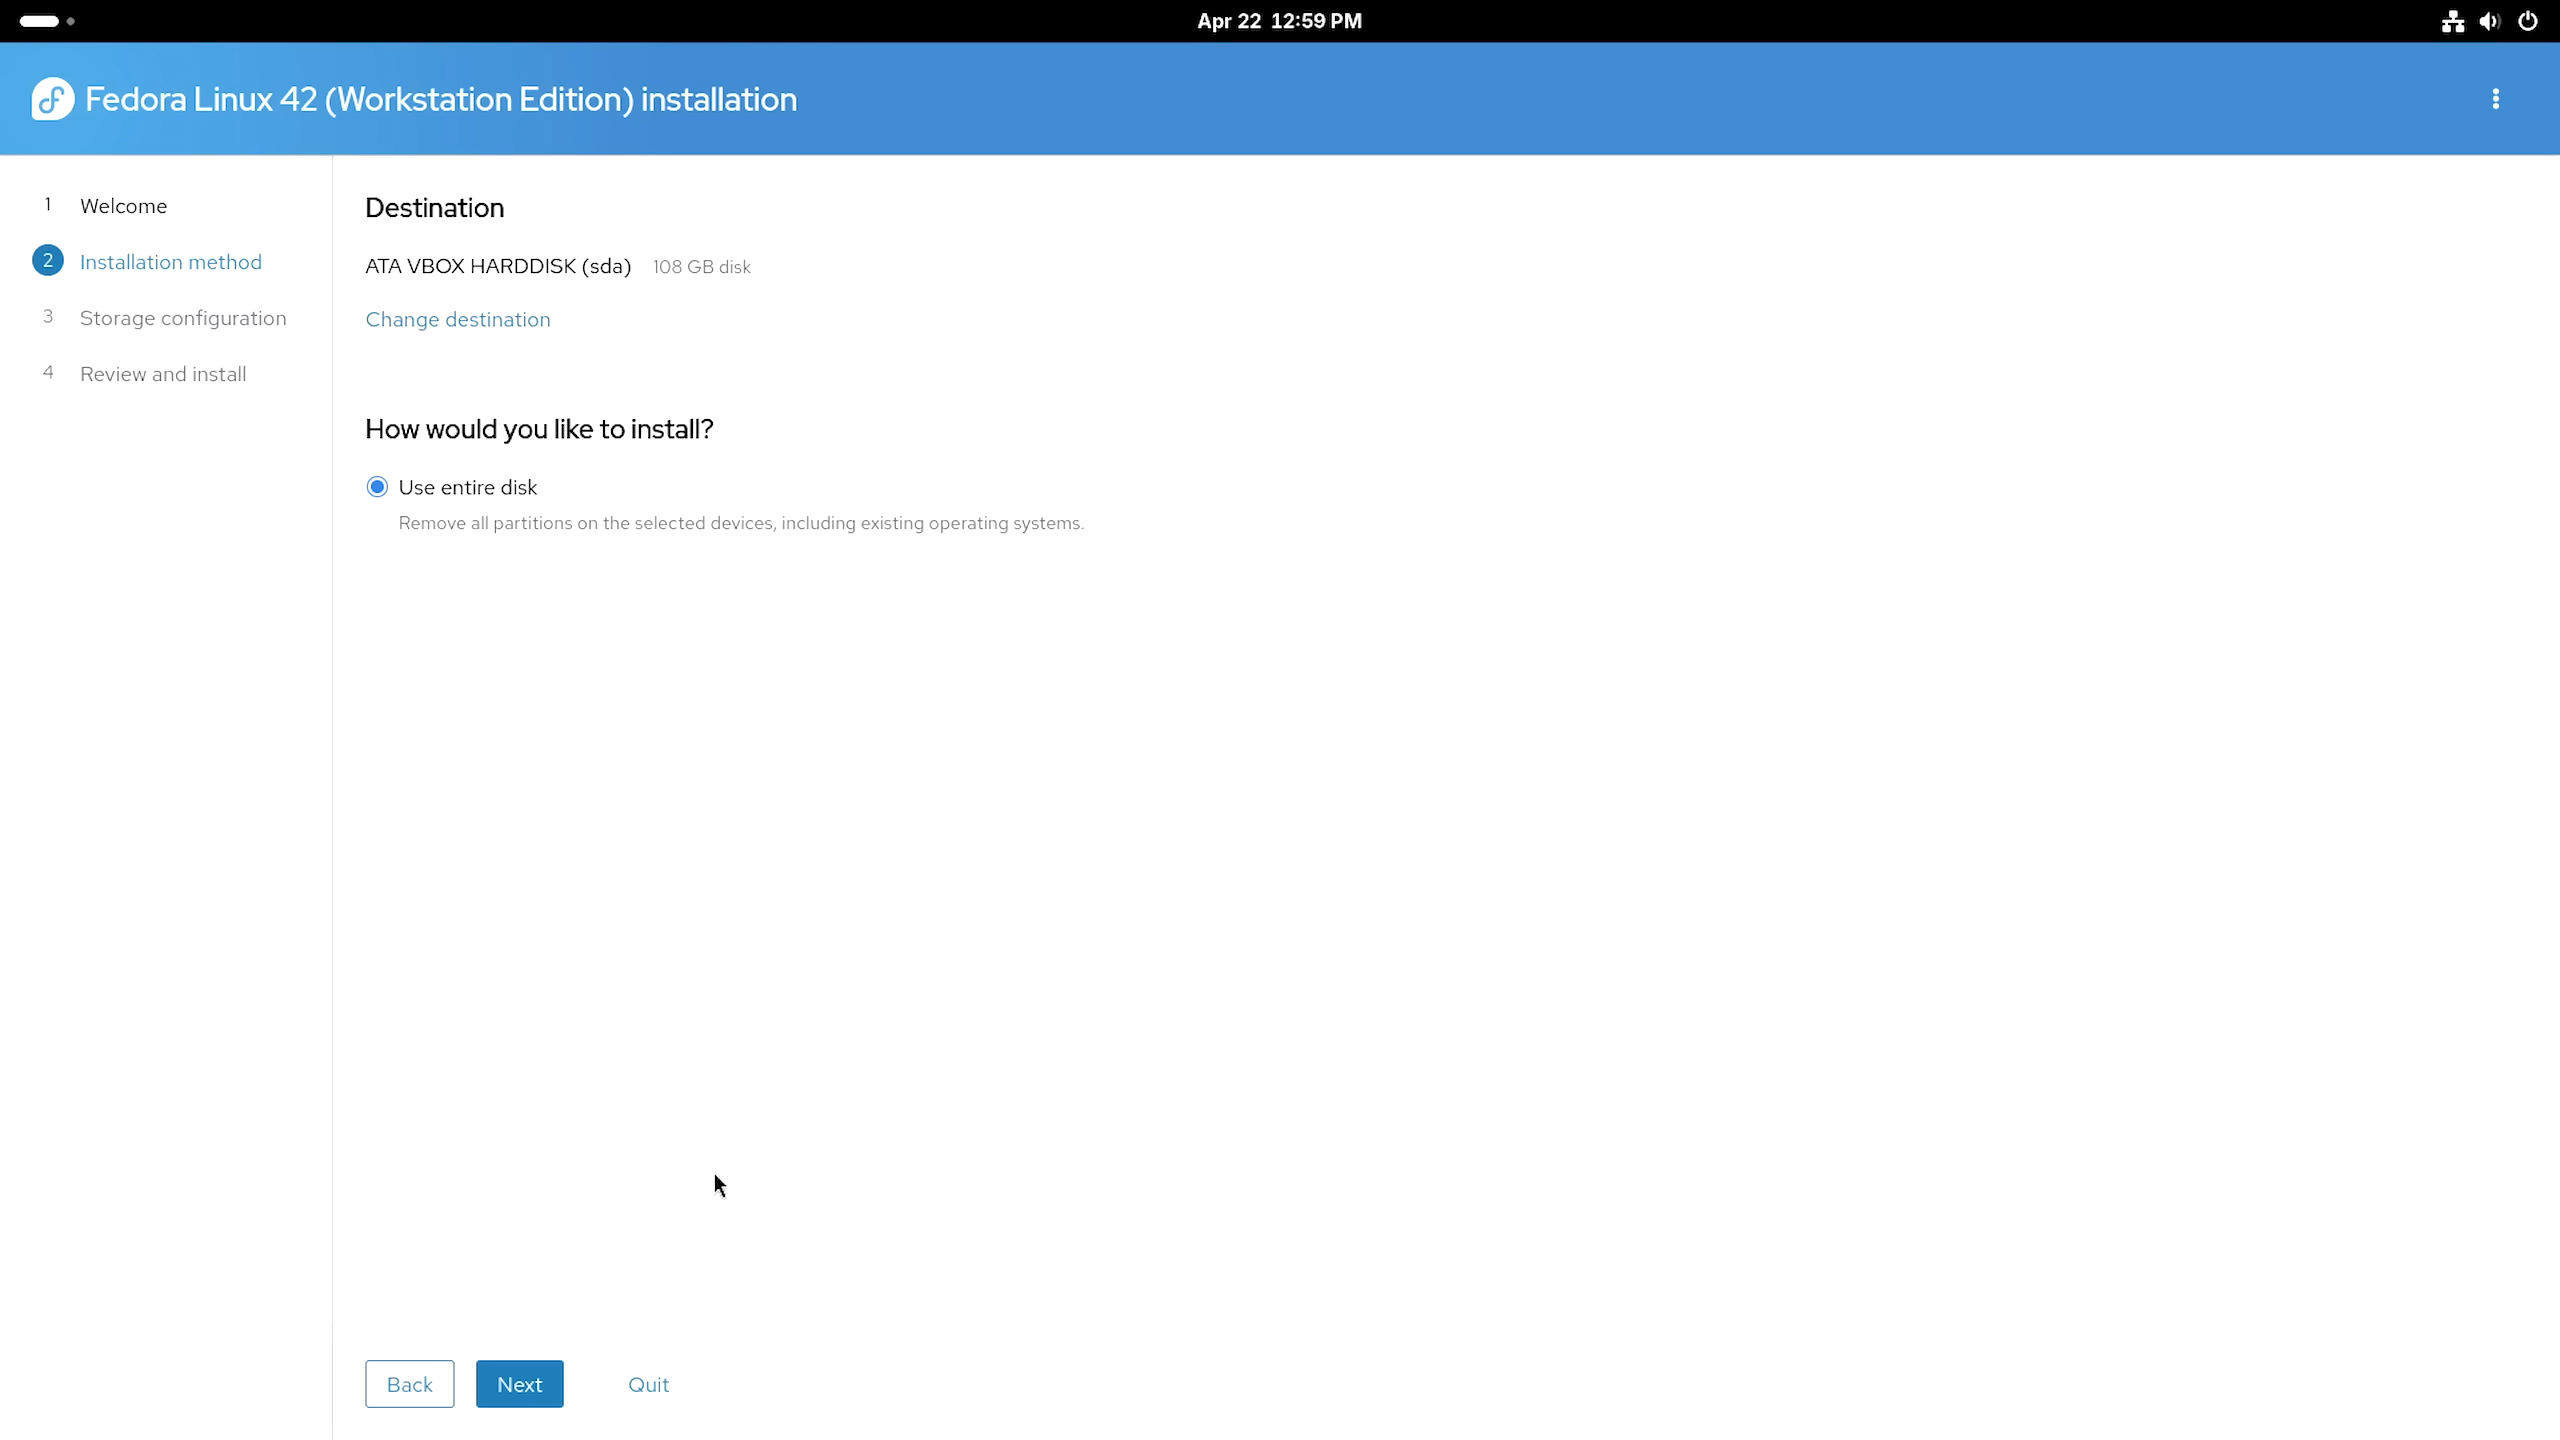 Apr 22 12:59 PM
Fedora Linux 42 (Workstation Edition) installation
1 Welcome
2 Installation method
3 Storage configuration
4 Review and install
Destination
ATA VBOX HARDDISK (sda) 108 GB disk
Change destination
How would you like to install?
Use entire disk
Remove all partitions on the selected devices, including existing operating systems.
Back Next Quit